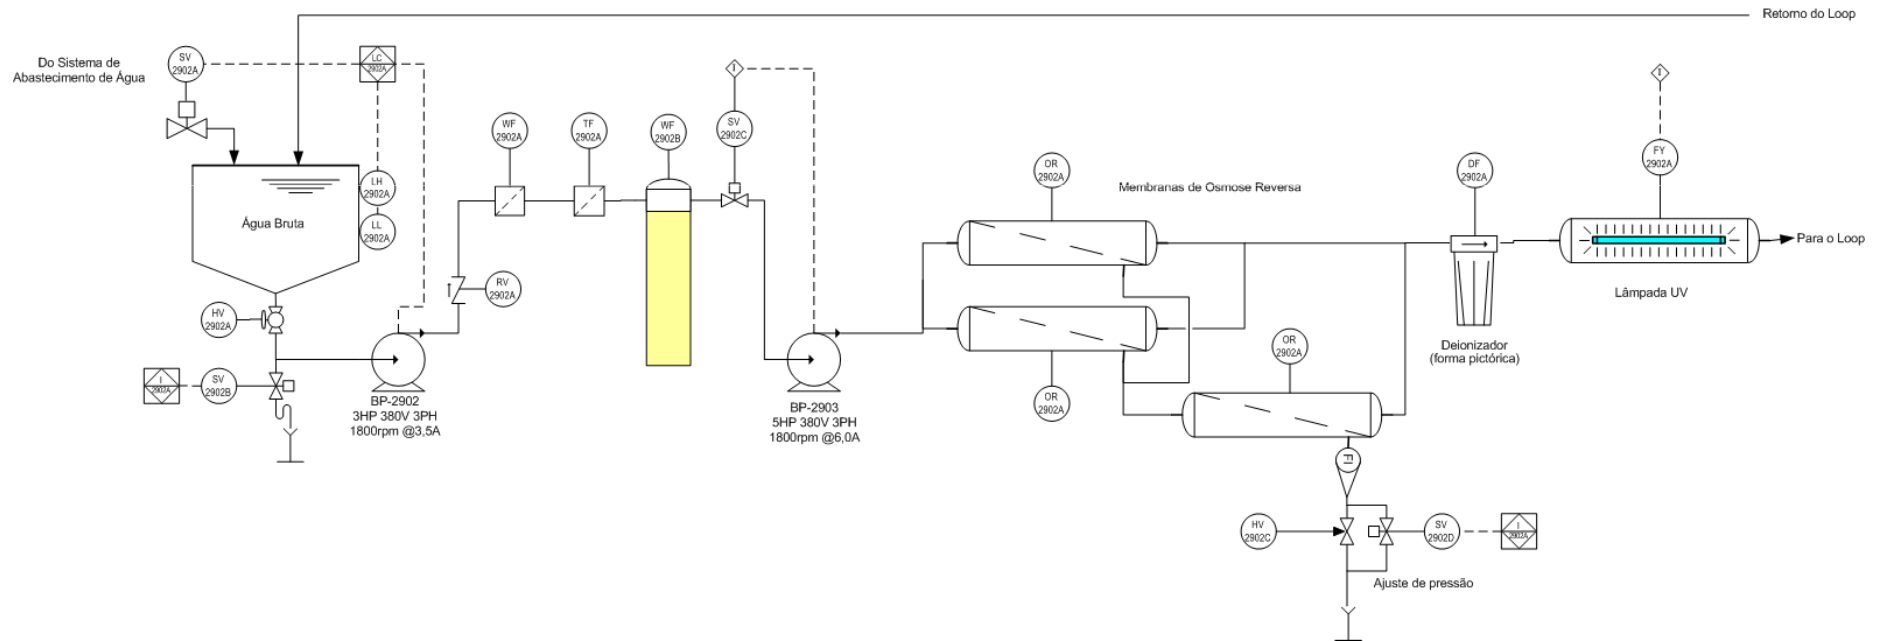 Retorno do Loop
Do Sistema de
Abastecimento de Água
SV
2902A
LC
2902A
I
I
WF
2902A
TF
2902A
WF
2902B
SV
2902C
OR
2902A
Membranas de Osmose Reversa
DF
2902A
FY
2902A
LH
2902A
LL
2902A
Água Bruta
Para o Loop
Lâmpada UV
RV
2902A
HV
2902A
Deionizador
(forma pictórica)
OR
2902A
I
2902A
SV
2902B
OR
2902A
BP-2902
3HP 380V 3PH
1800rpm @3,5A
BP-2903
5HP 380V 3PH
1800rpm @6,0A
FI
HV
2902C
SV
2902D
I
2902A
Ajuste de pressão